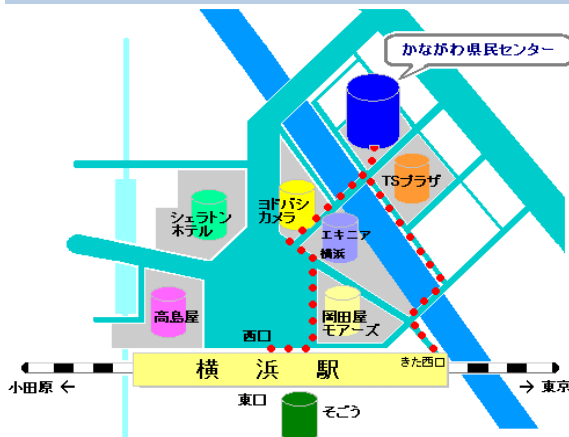 かながわ県民センター
TSプラザ
ヨドバシ
カメラ
シェラトン
ホテル
エキニア
横浜
高島屋
岡田屋
モアーズ
西口
きた西口
横浜駅
小田原 ←
→ 東京
東口
そごう